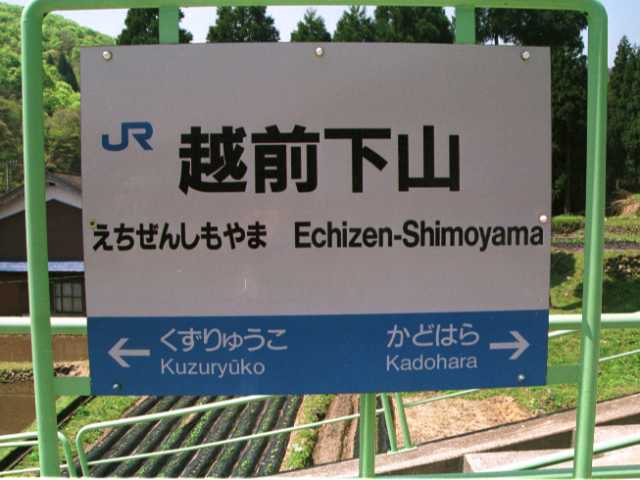 JR 越前下山
えちぜんしもやま Echizen-Shimoyama
← くずりゅうこ かどはら →
Kuzuryūko Kadohara